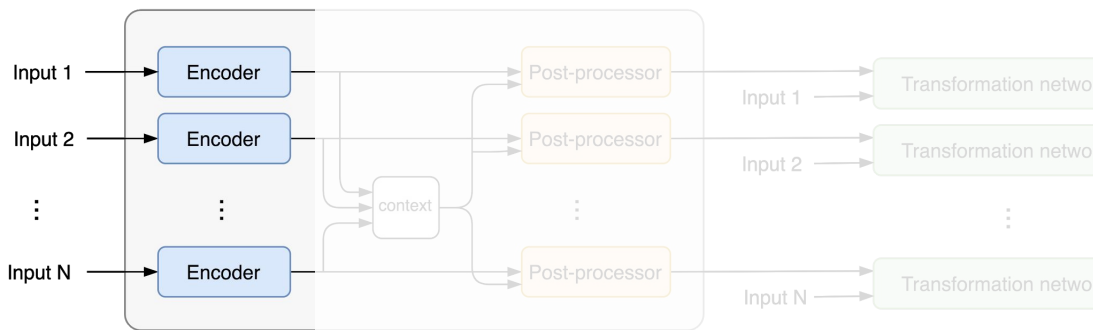 Input 1
Encoder
Post-processor
Transformation netwo
Input 1
Input 2
Encoder
Post-processor
Transformation netwo
Input 2
⋮
⋮
context
⋮
⋮
Input N
Encoder
Post-processor
Transformation netwo
Input N